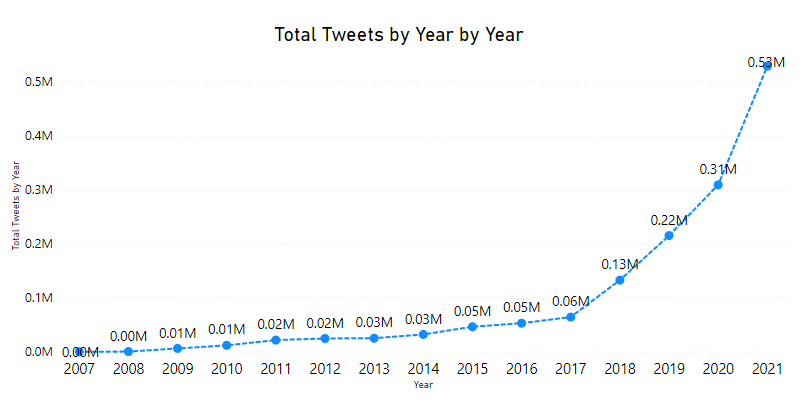 Total Tweets by Year by Year
0.5M
0.4M
0.3M
0.2M
0.1M
0.0M
Total Tweets by Year
0.00M
0.00M
0.01M
0.01M
0.02M
0.02M
0.03M
0.03M
0.05M
0.05M
0.06M
0.13M
0.22M
0.31M
0.53M
2007 2008 2009 2010 2011 2012 2013 2014 2015 2016 2017 2018 2019 2020 2021
Year